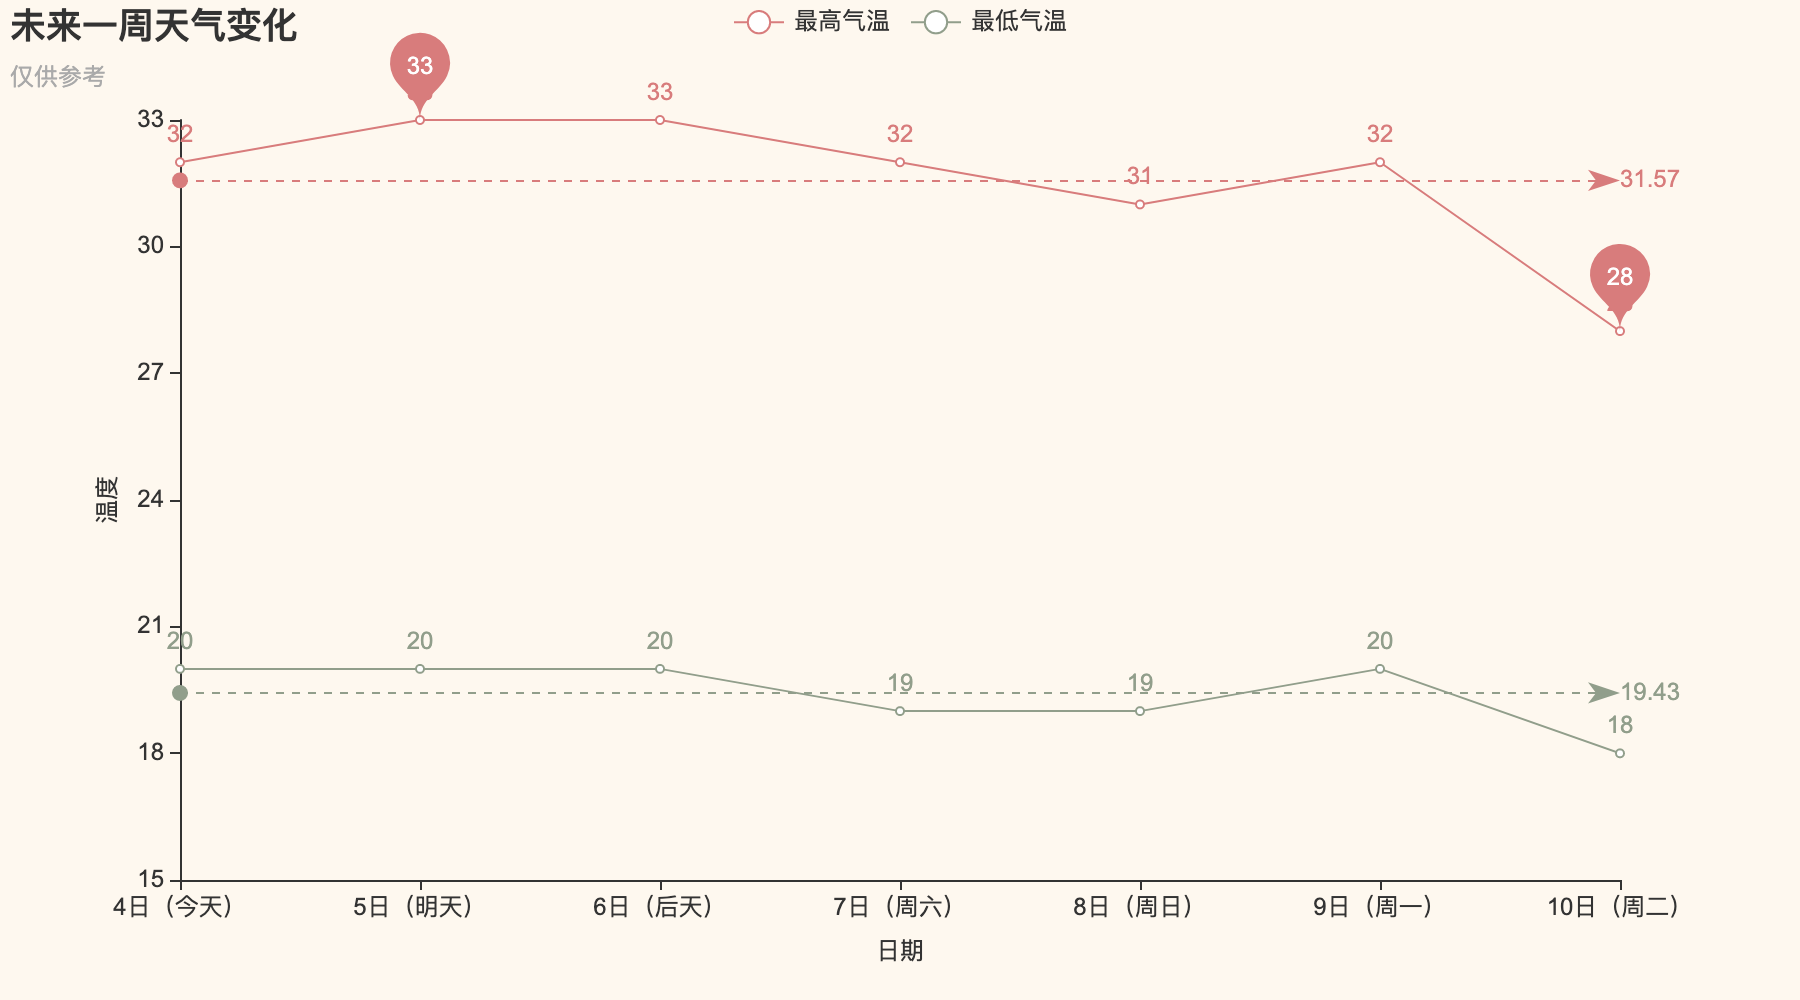 未来一周天气变化
仅供参考
最高气温
最低气温
33
33
32
32
31
32
31.57
28
20
20
20
19
19
20
19.43
18
温度
33
30
27
24
21
18
15
4日（今天）
5日（明天）
6日（后天）
7日（周六）
8日（周日）
9日（周一）
10日（周二）
日期